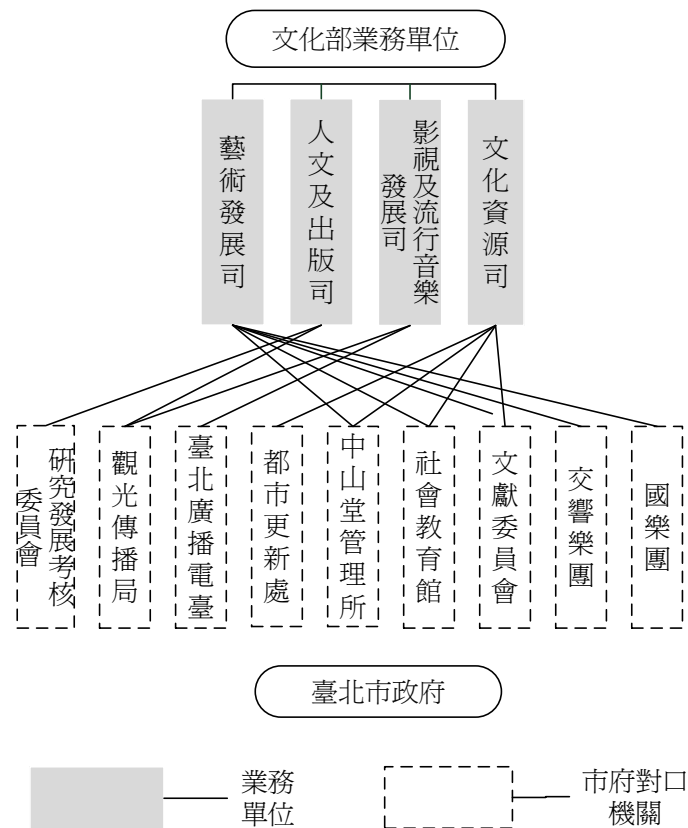 文化部業務單位
藝術發展司
人文及出版司
影視及流行音樂
發展司
文化資源司
研究發展考核
委員會
觀光傳播局
臺北廣播電臺
都市更新處
中山堂管理所
社會教育館
文獻委員會
交響樂團
國樂團
臺北市政府
業務
單位
市府對口
機關